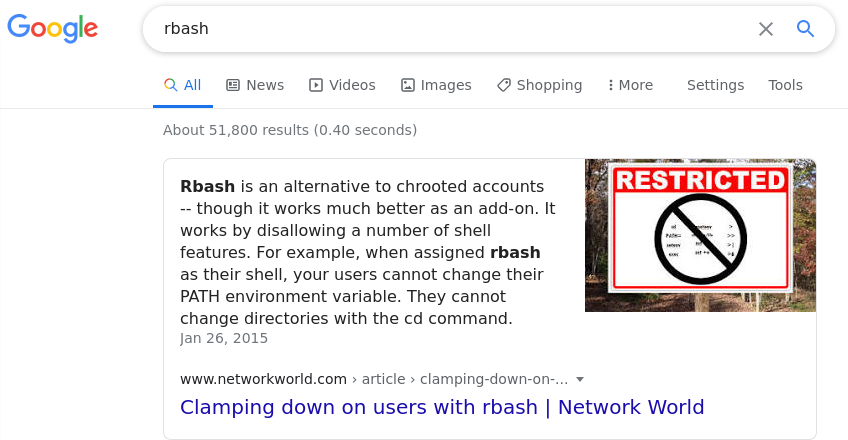 Google
rbash
All News Videos Images Shopping More Settings Tools
About 51,800 results (0.40 seconds)
Rbash is an alternative to chrooted accounts
-- though it works much better as an add-on. It
works by disallowing a number of shell
features. For example, when assigned rbash
as their shell, your users cannot change their
PATH environment variable. They cannot
change directories with the cd command.
Jan 26, 2015
RESTRICTED
cd
PATH=
>
>>
www.networkworld.com › article › clamping-down-on-...
Clamping down on users with rbash | Network World